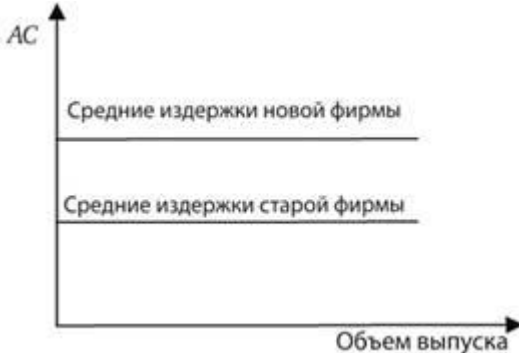 AC
Средние издержки новой фирмы
Средние издержки старой фирмы
Объем выпуска